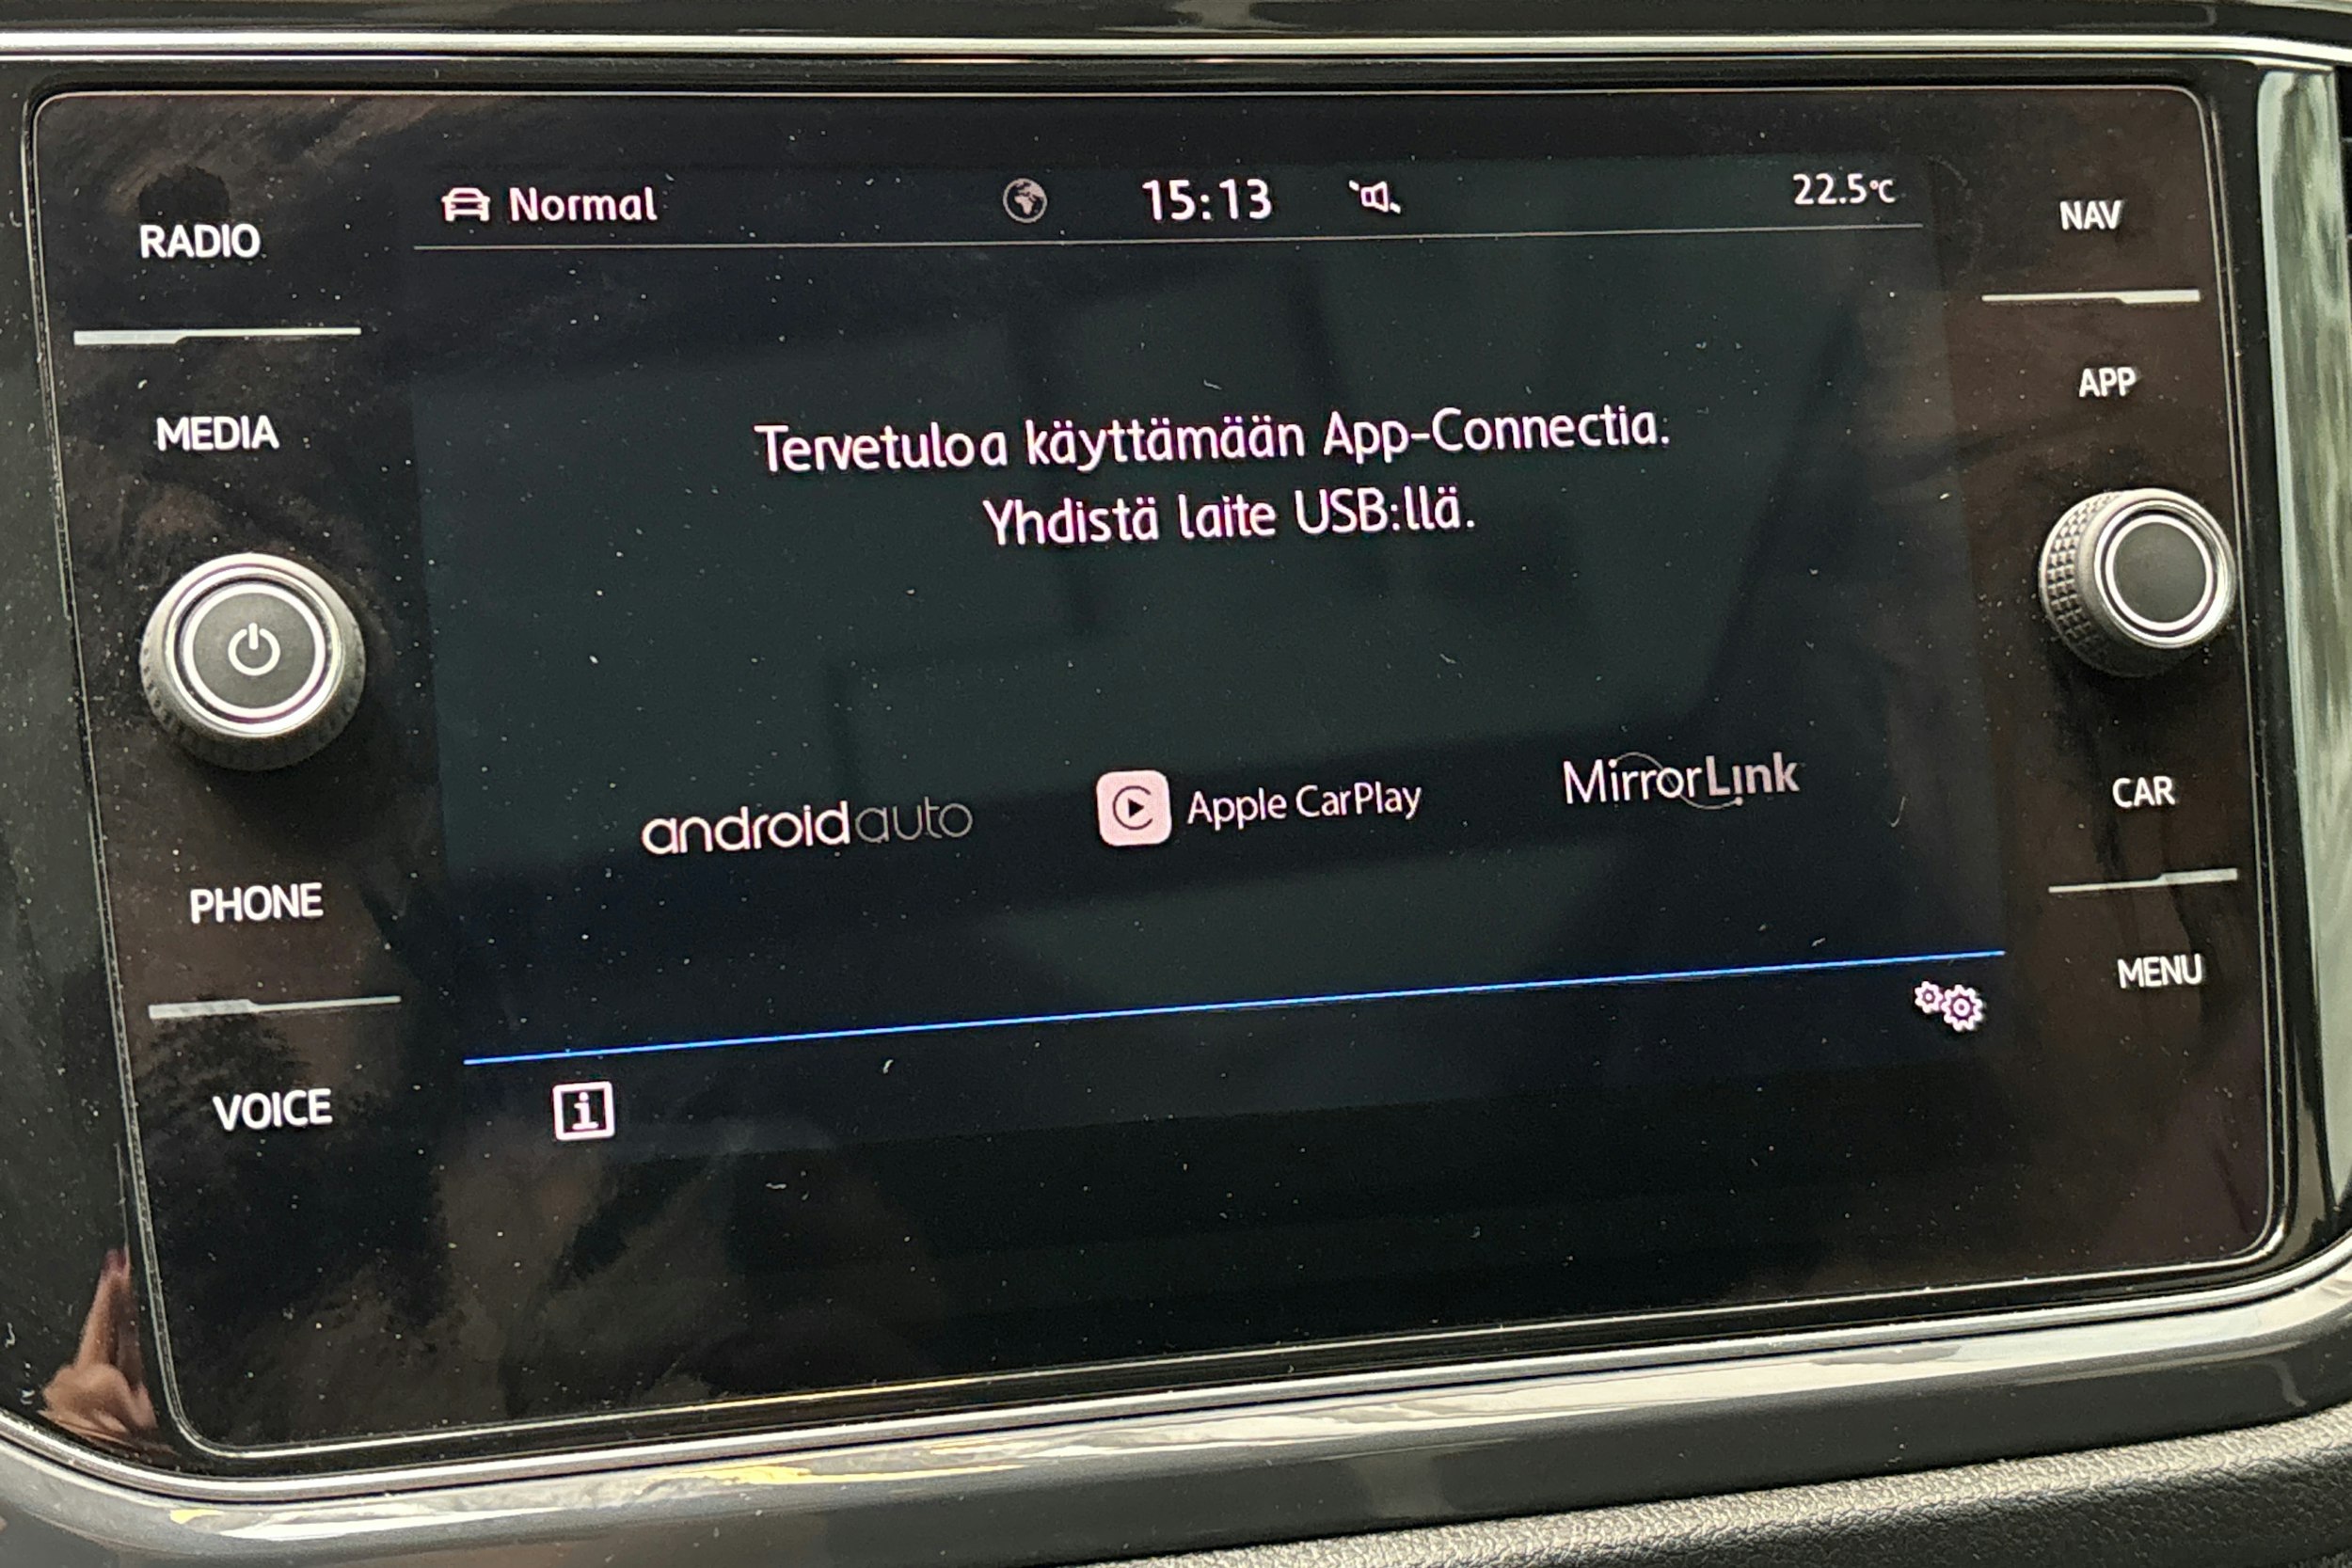 RADIO
MEDIA
PHONE
VOICE
Normal
15:13
22.5°C
Tervetuloa käyttämään App-Connectia.
Yhdistä laite USB:llä.
androidauto
Apple CarPlay
MirrorLink
i
NAV
APP
CAR
MENU